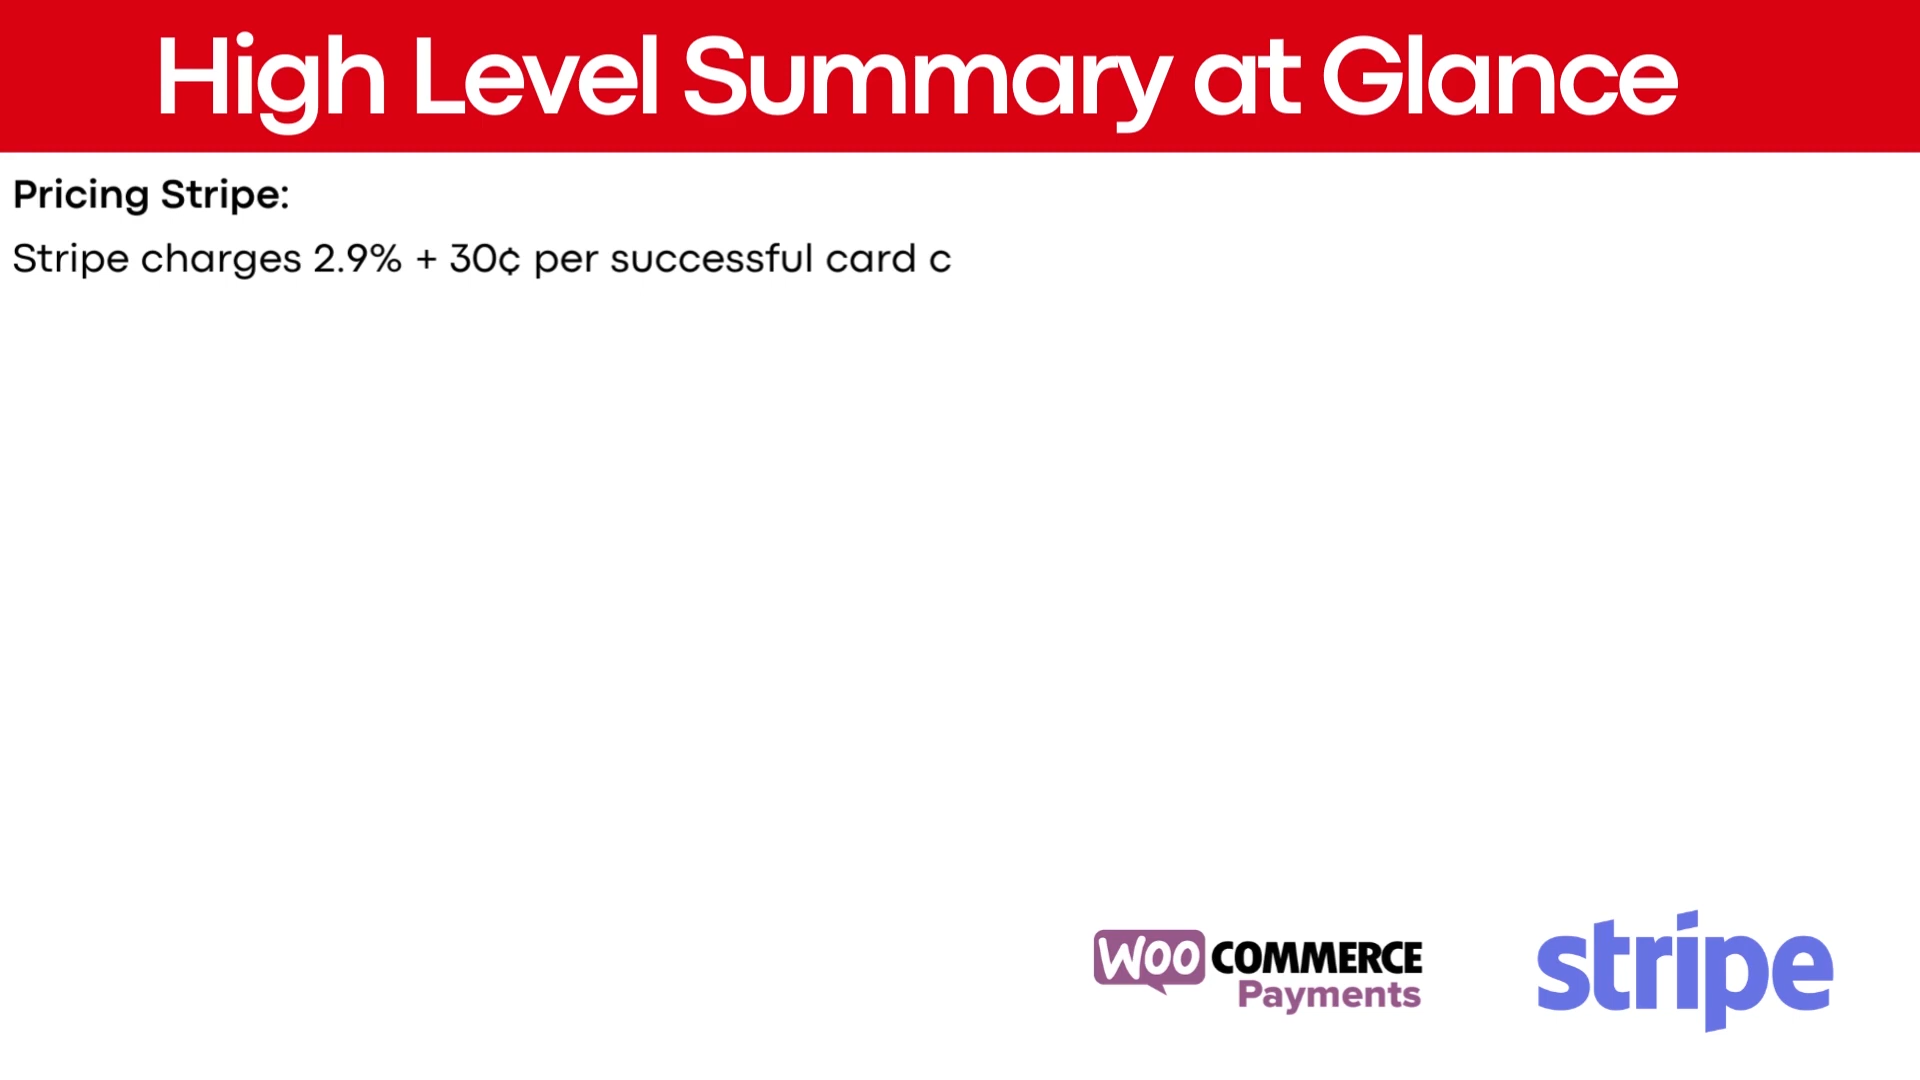 High Level Summary at Glance
Pricing Stripe:
Stripe charges 2.9% + 30¢ per successful card c
WOO COMMERCE
Payments
stripe